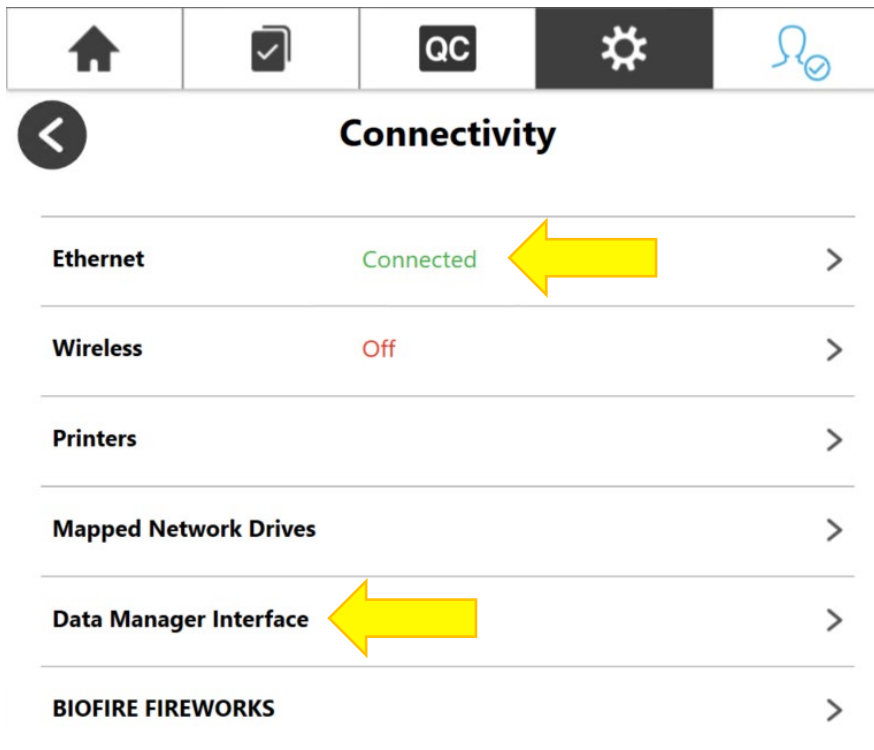 QC
Connectivity
Ethernet Connected
Wireless Off
Printers
Mapped Network Drives
Data Manager Interface
BIOFIRE FIREWORKS